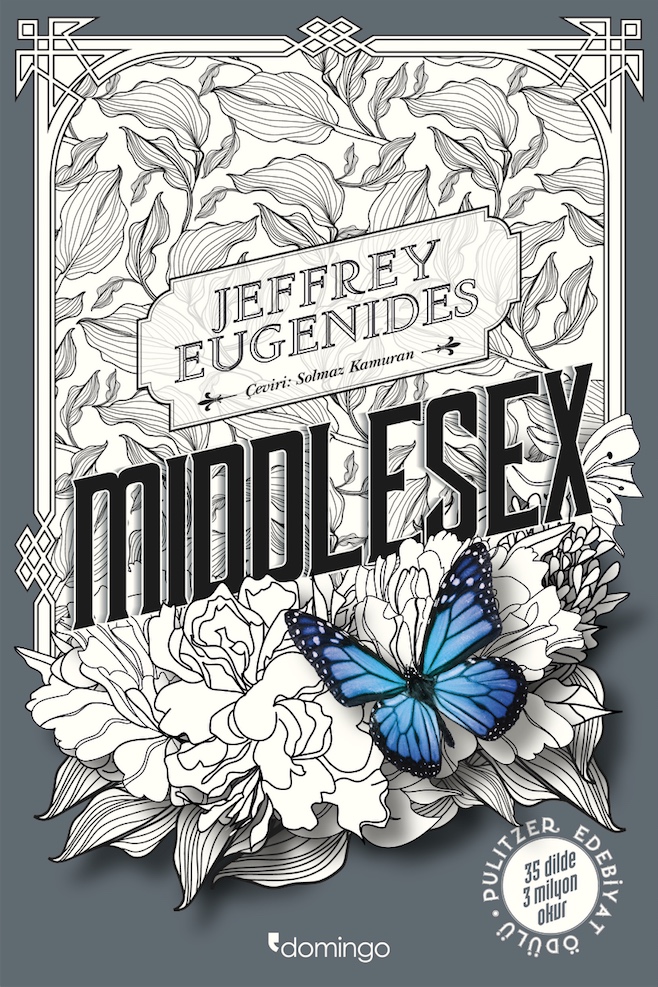 JEFFREY
EUGENIDES
Çeviri: Solmaz Kamuran
MIDDLESEX
PULITZER EDEBİYAT ÖDÜLÜ
35 dilde
3 milyon
okur
domingo